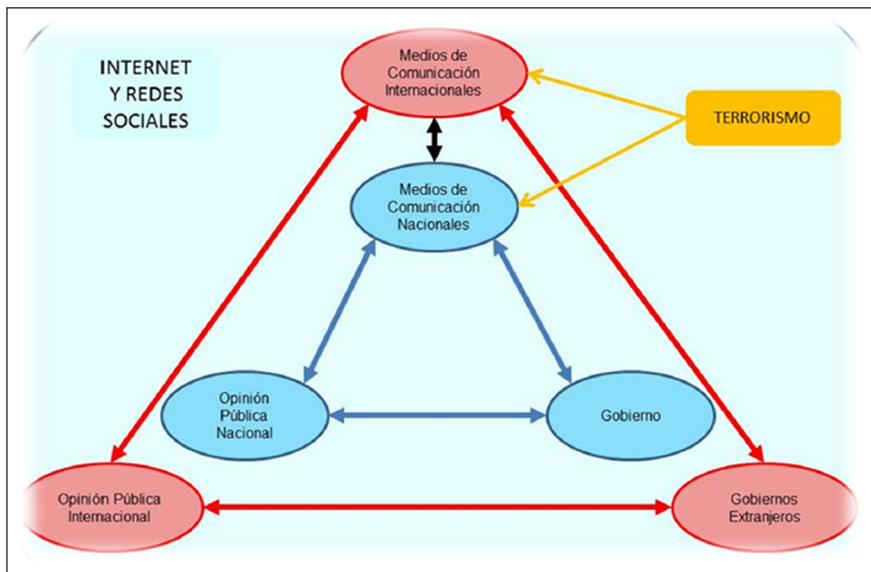 INTERNET
Y REDES
SOCIALES
Medios de
Comunicación
Internacionales
TERRORISMO
Medios de
Comunicación
Nacionales
Opinión
Pública
Nacional
Gobierno
Opinión Pública
Internacional
Gobiernos
Extranjeros